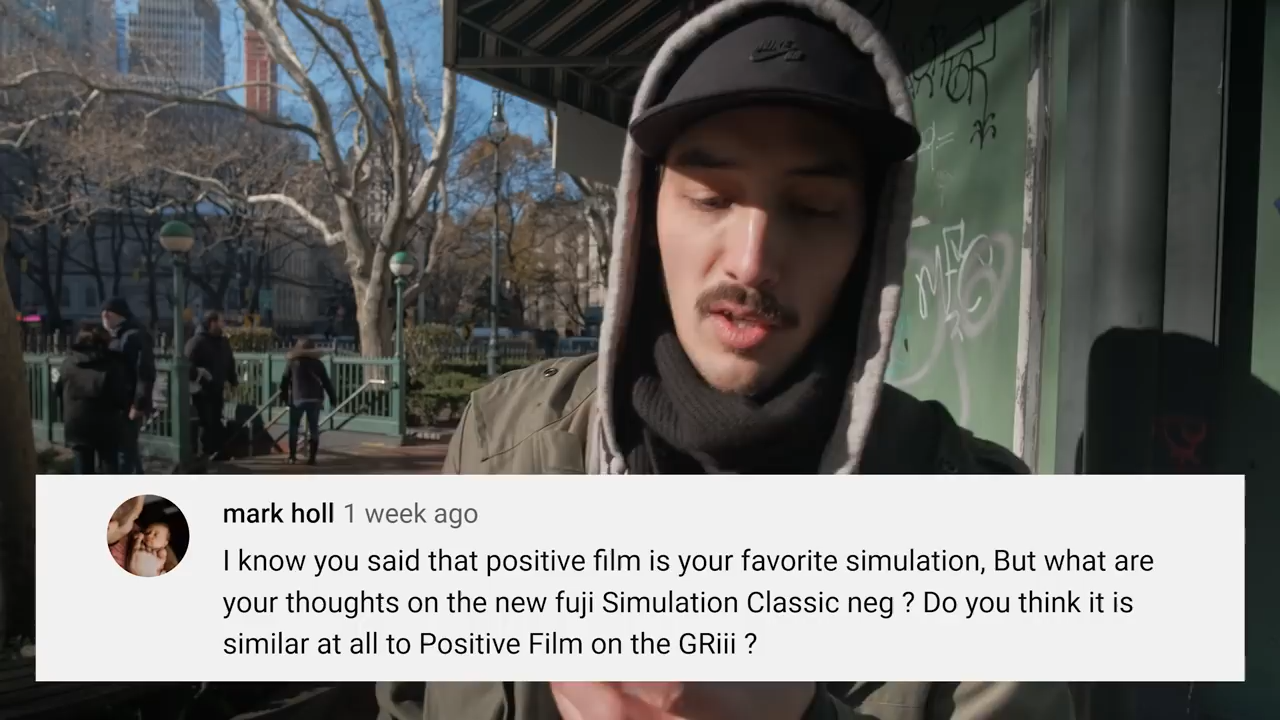 mark holl 1 week ago
I know you said that positive film is your favorite simulation, But what are
your thoughts on the new fuji Simulation Classic neg ? Do you think it is
similar at all to Positive Film on the GRiii ?